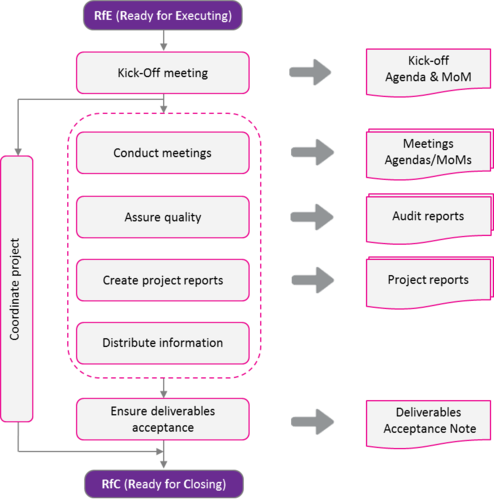 RfE (Ready for Executing)
Kick-Off meeting
Kick-off
Agenda & MoM
Conduct meetings
Meetings
Agendas/MoMs
Assure quality
Audit reports
Coordinate project
Create project reports
Project reports
Distribute information
Ensure deliverables
acceptance
Deliverables
Acceptance Note
RfC (Ready for Closing)